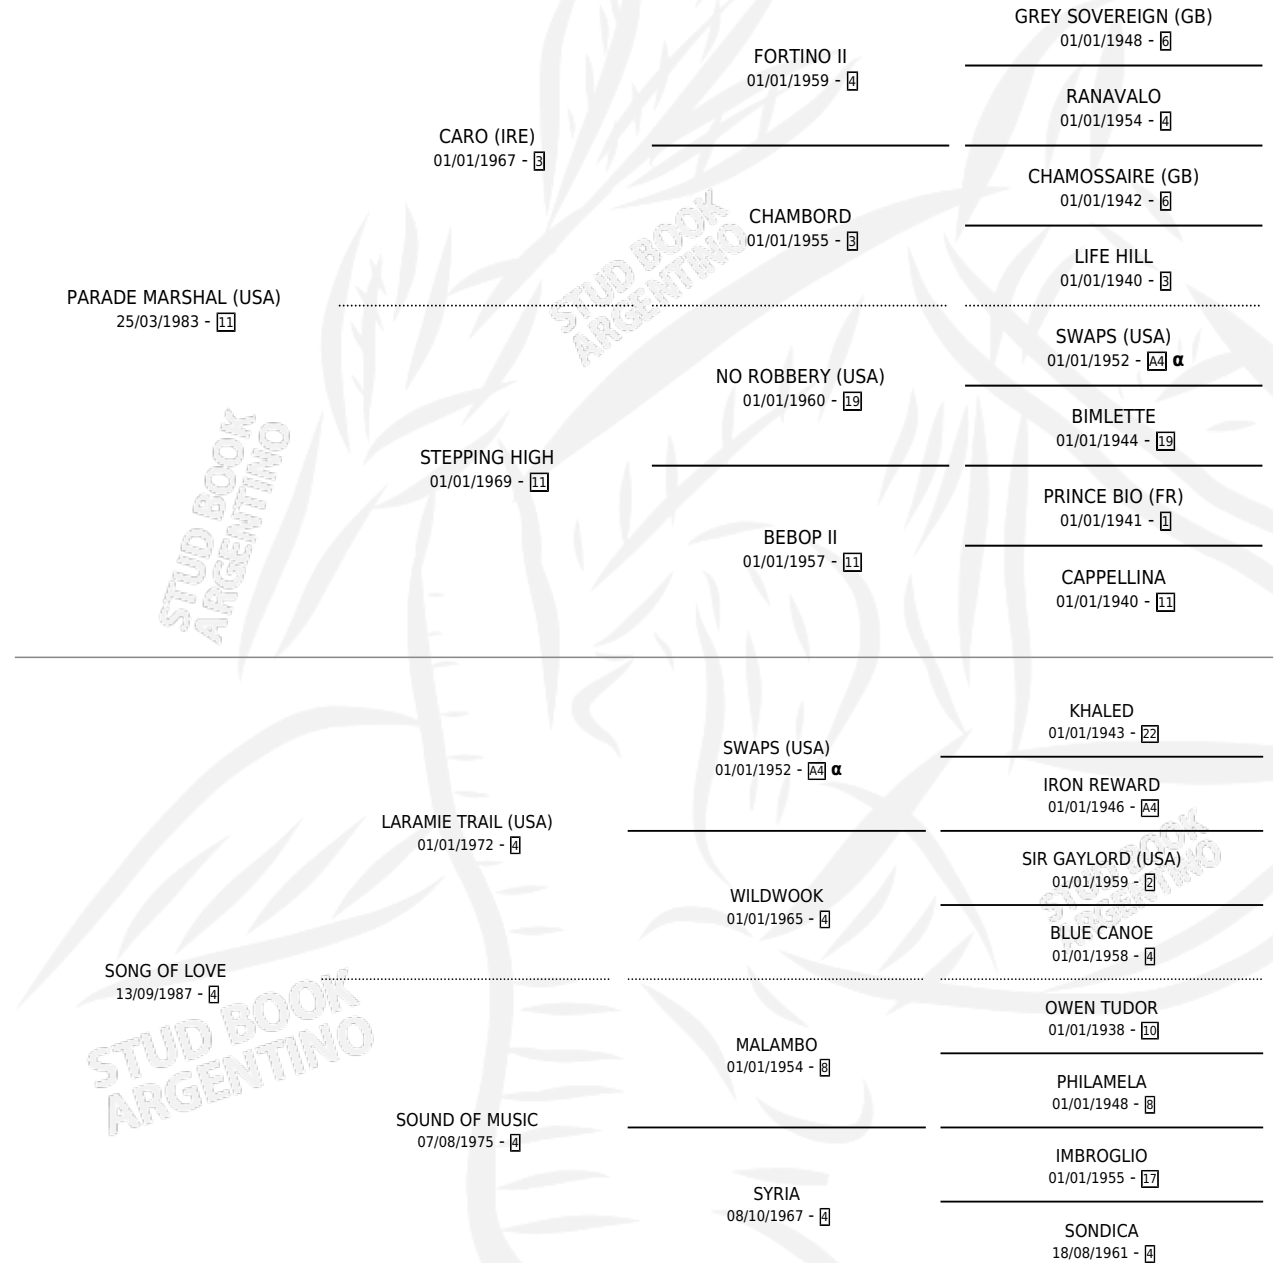 GREY SOVEREIGN (GB)
01/01/1948 - 6
FORTINO II
01/01/1959 - 4
RANAVALO
01/01/1954 - 4
CARO (IRE)
01/01/1967 - 3
CHAMOSSAIRE (GB)
01/01/1942 - 6
CHAMBORD
01/01/1955 - 3
LIFE HILL
01/01/1940 - 3
PARADE MARSHAL (USA)
25/03/1983 - 11
SWAPS (USA)
01/01/1952 - A4 α
NO ROBBERY (USA)
01/01/1960 - 19
BIMLETTE
01/01/1944 - 19
STEPPING HIGH
01/01/1969 - 11
PRINCE BIO (FR)
01/01/1941 - 1
BEBOP II
01/01/1957 - 11
CAPPELLINA
01/01/1940 - 11
KHALED
01/01/1943 - 22
SWAPS (USA)
01/01/1952 - A4 α
IRON REWARD
01/01/1946 - A4
LARAMIE TRAIL (USA)
01/01/1972 - 4
SIR GAYLORD (USA)
01/01/1959 - 2
WILDWOOK
01/01/1965 - 4
BLUE CANOE
01/01/1958 - 4
SONG OF LOVE
13/09/1987 - 4
OWEN TUDOR
01/01/1938 - 10
MALAMBO
01/01/1954 - 8
PHILAMELA
01/01/1948 - 8
SOUND OF MUSIC
07/08/1975 - 4
IMBROGLIO
01/01/1955 - 17
SYRIA
08/10/1967 - 4
SONDICA
18/08/1961 - 4
STUD BOOK
ARGENTINO
STUD BOOK
ARGENTINO
STUD BOOK
ARGENTINO
STUD BOOK
ARGENTINO